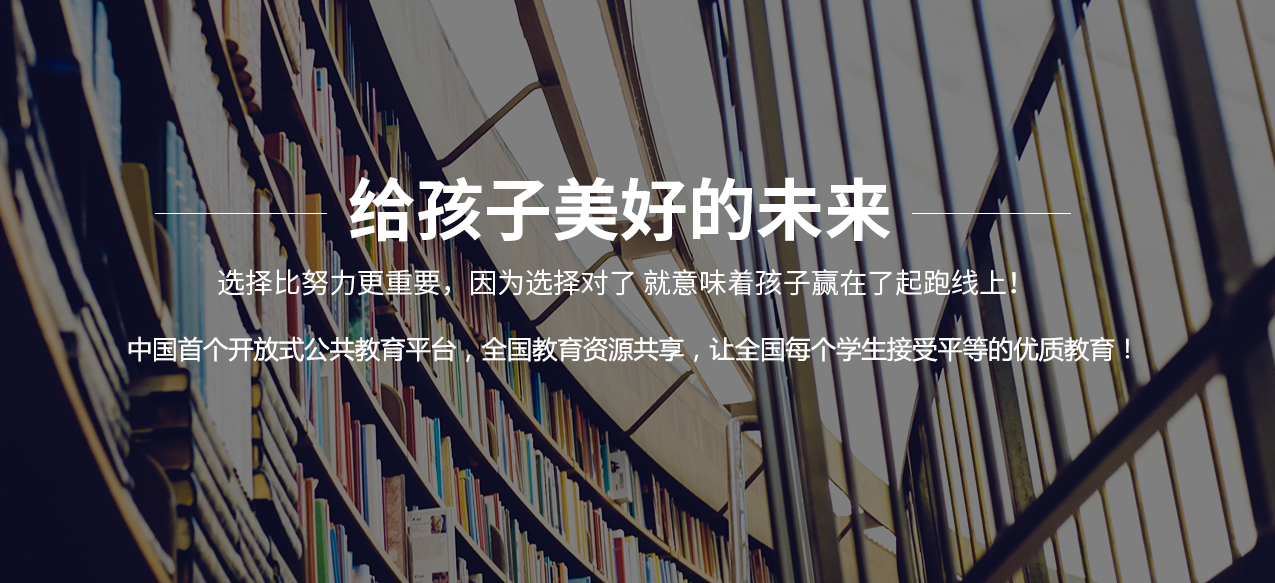 给孩子美好的未来
选择比努力更重要，因为选择对了 就意味着孩子赢在了起跑线上！
中国首个开放式公共教育平台，全国教育资源共享，让全国每个学生接受平等的优质教育！